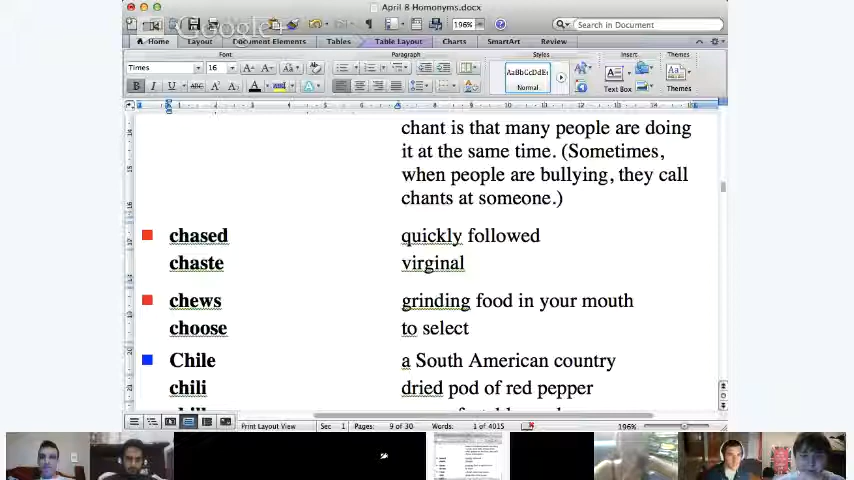 April 8 Homonyms.docx
Google+
196%
Search in Document
Home Layout Document Elements Tables Table Layout Charts SmartArt Review
Font Paragraph Styles Insert Themes
Times 16
AaBbCcDdEe
Normal
Text Box Themes
chant is that many people are doing
it at the same time. (Sometimes,
when people are bullying, they call
chants at someone.)
chased quickly followed
chaste virginal
chews grinding food in your mouth
choose to select
Chile a South American country
chili dried pod of red pepper
Print Layout View Sec 1 Pages: 9 of 30 Words: 1 of 4015 196%